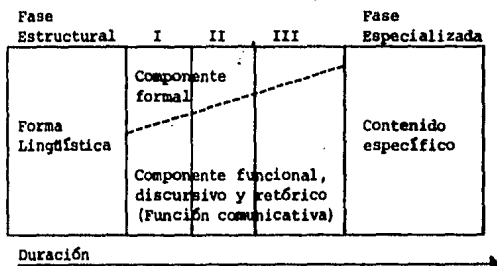 Fase Fase
Estructural I II III Especializada
Componente
formal
Forma Contenido
Lingüística específico
Componente funcional,
discursivo y retórico
(Función comunicativa)
Duración